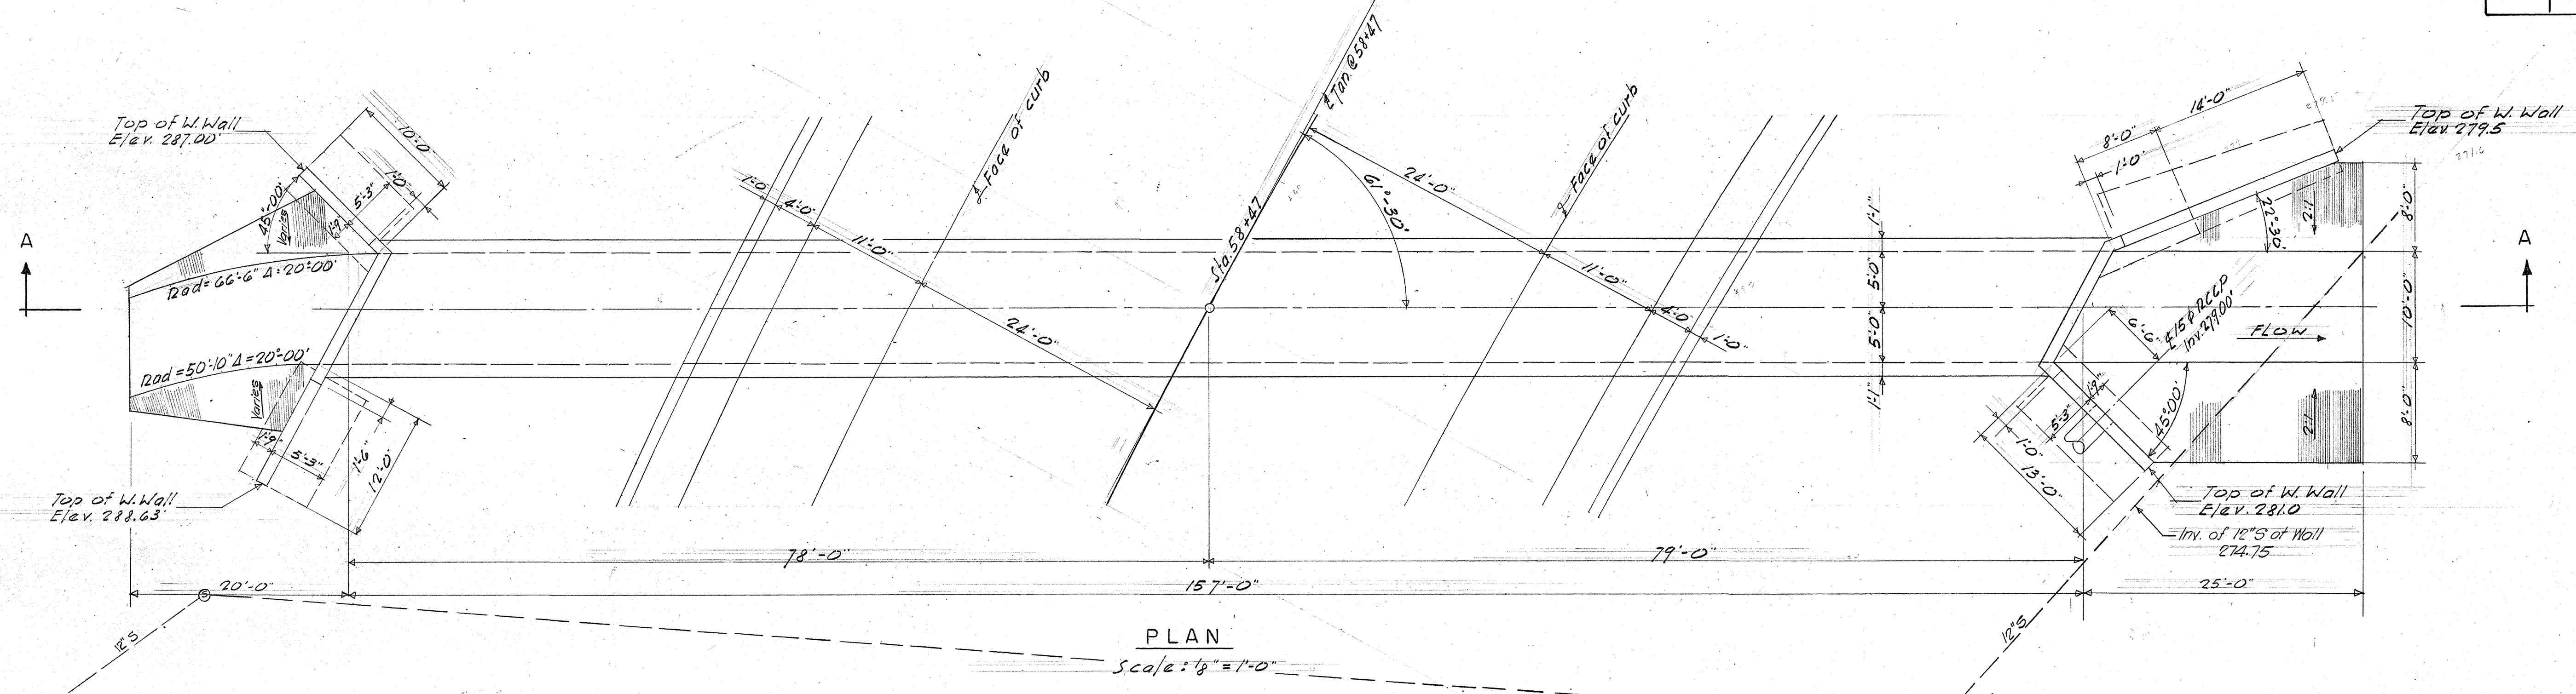 Top of W. Wall
Elev. 287.00'
10'-0"
1'-0"
5'-3"
1'-9"
45°-00'
Varies
Rad = 66'-6" Δ = 20°00'
A
Rad = 50'-10" Δ = 20°-00'
Varies
1'-9"
5'-3"
1'-6"
12'-0"
Top of W. Wall
Elev. 288.63'
1'-0"
4'-0"
11'-0"
24'-0"
℄ Face of curb
Sta. 58+47
℄ Tan. @ 58+47
61°-30'
24'-0"
℄ Face of curb
11'-0"
4'-0"
1'-0"
1'-1"
5'-0"
5'-0"
1'-1"
14'-0"
8'-0"
1'-0"
Top of W. Wall
Elev. 279.5
271.6
22°-30'
2:1
8'-0"
A
10'-0"
8'-0"
6'-6"
℄ 15"ϕ RCCP
Inv. 279.00'
FLOW
1'-9"
5'-3"
1'-0"
13'-0"
45°00'
2:1
Top of W. Wall
Elev. 281.0
Inv. of 12"S at Wall
274.75
78'-0"
79'-0"
20'-0"
157'-0"
25'-0"
S
12"S
12"S
PLAN
Scale: 1/8" = 1'-0"